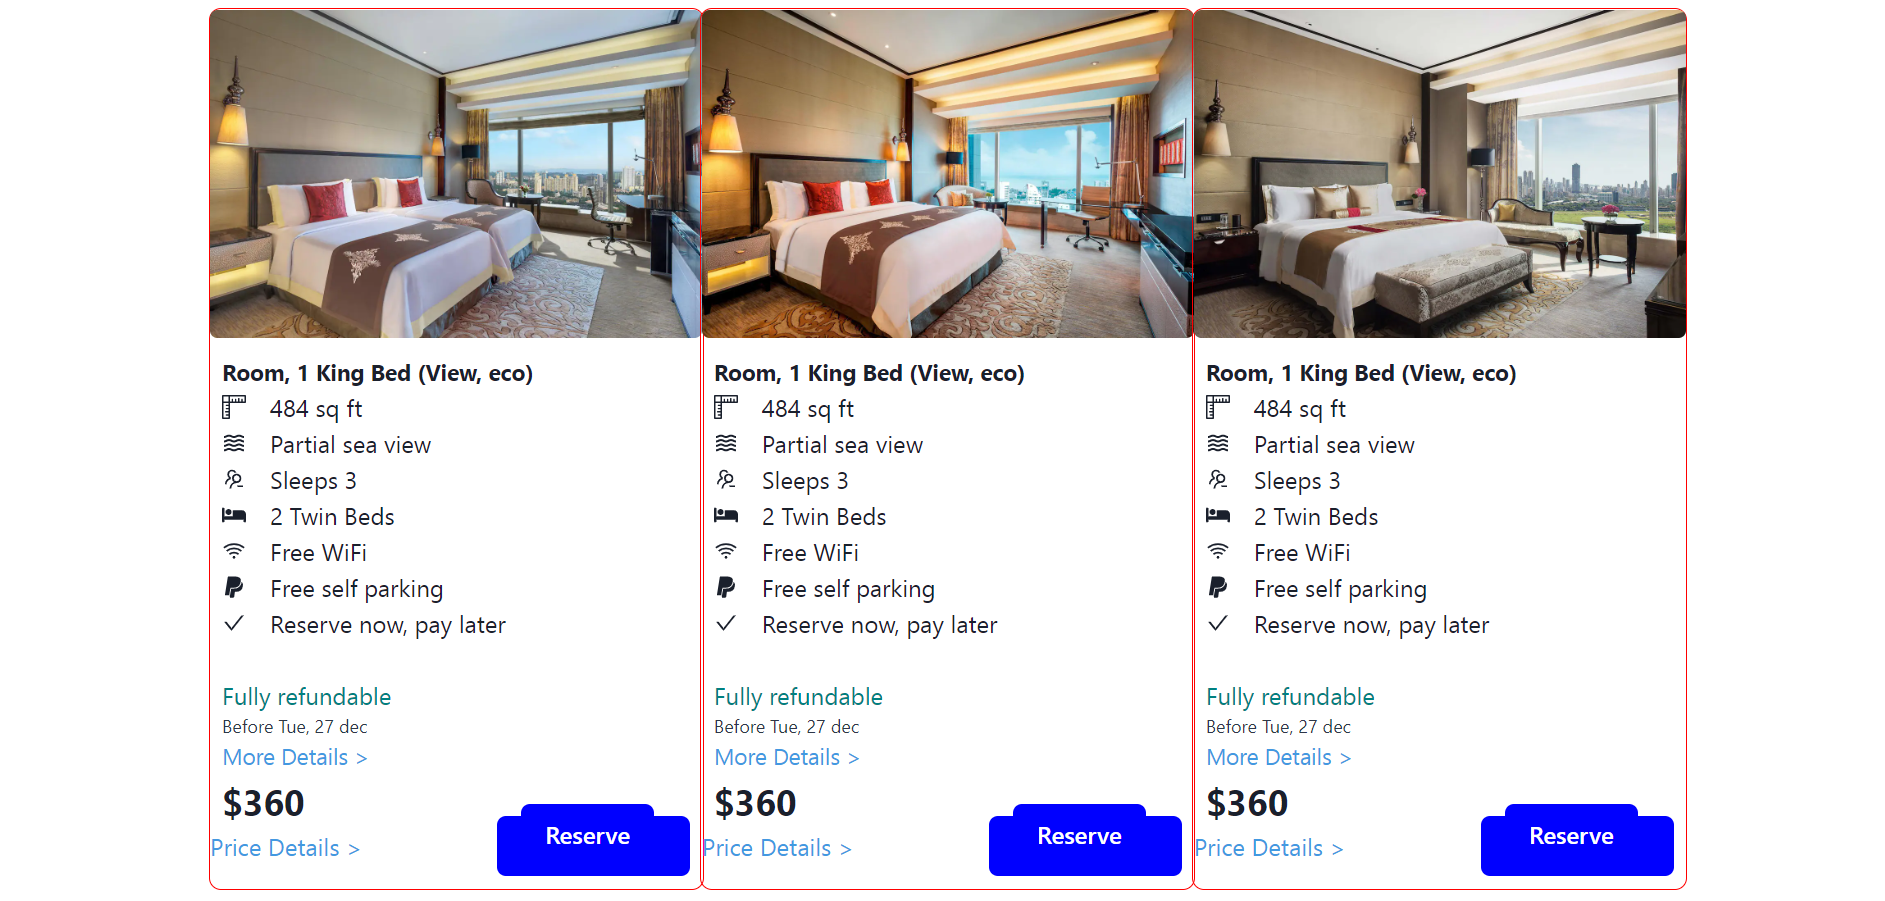 Room, 1 King Bed (View, eco)
484 sq ft
Partial sea view
Sleeps 3
2 Twin Beds
Free WiFi
Free self parking
Reserve now, pay later
Fully refundable
Before Tue, 27 dec
More Details >
$360
Reserve
Price Details >
Room, 1 King Bed (View, eco)
484 sq ft
Partial sea view
Sleeps 3
2 Twin Beds
Free WiFi
Free self parking
Reserve now, pay later
Fully refundable
Before Tue, 27 dec
More Details >
$360
Reserve
Price Details >
Room, 1 King Bed (View, eco)
484 sq ft
Partial sea view
Sleeps 3
2 Twin Beds
Free WiFi
Free self parking
Reserve now, pay later
Fully refundable
Before Tue, 27 dec
More Details >
$360
Reserve
Price Details >